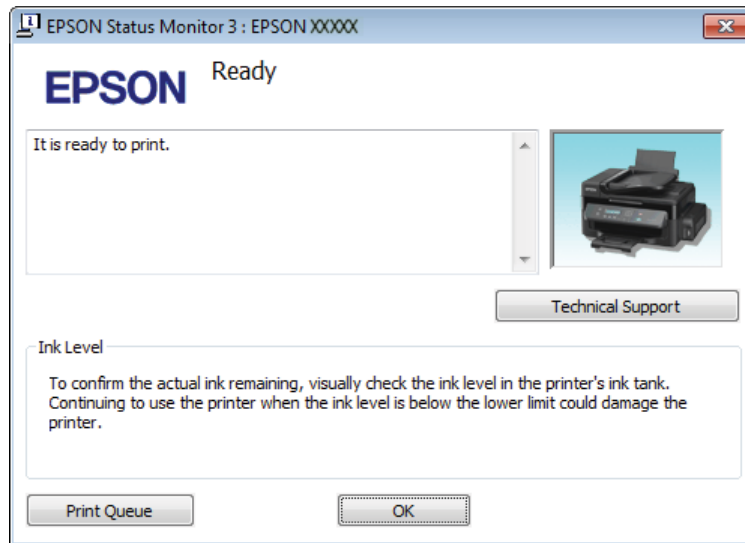 EPSON Status Monitor 3 : EPSON XXXXX
EPSON
Ready
It is ready to print.
Technical Support
Ink Level
To confirm the actual ink remaining, visually check the ink level in the printer's ink tank.
Continuing to use the printer when the ink level is below the lower limit could damage the
printer.
Print Queue
OK